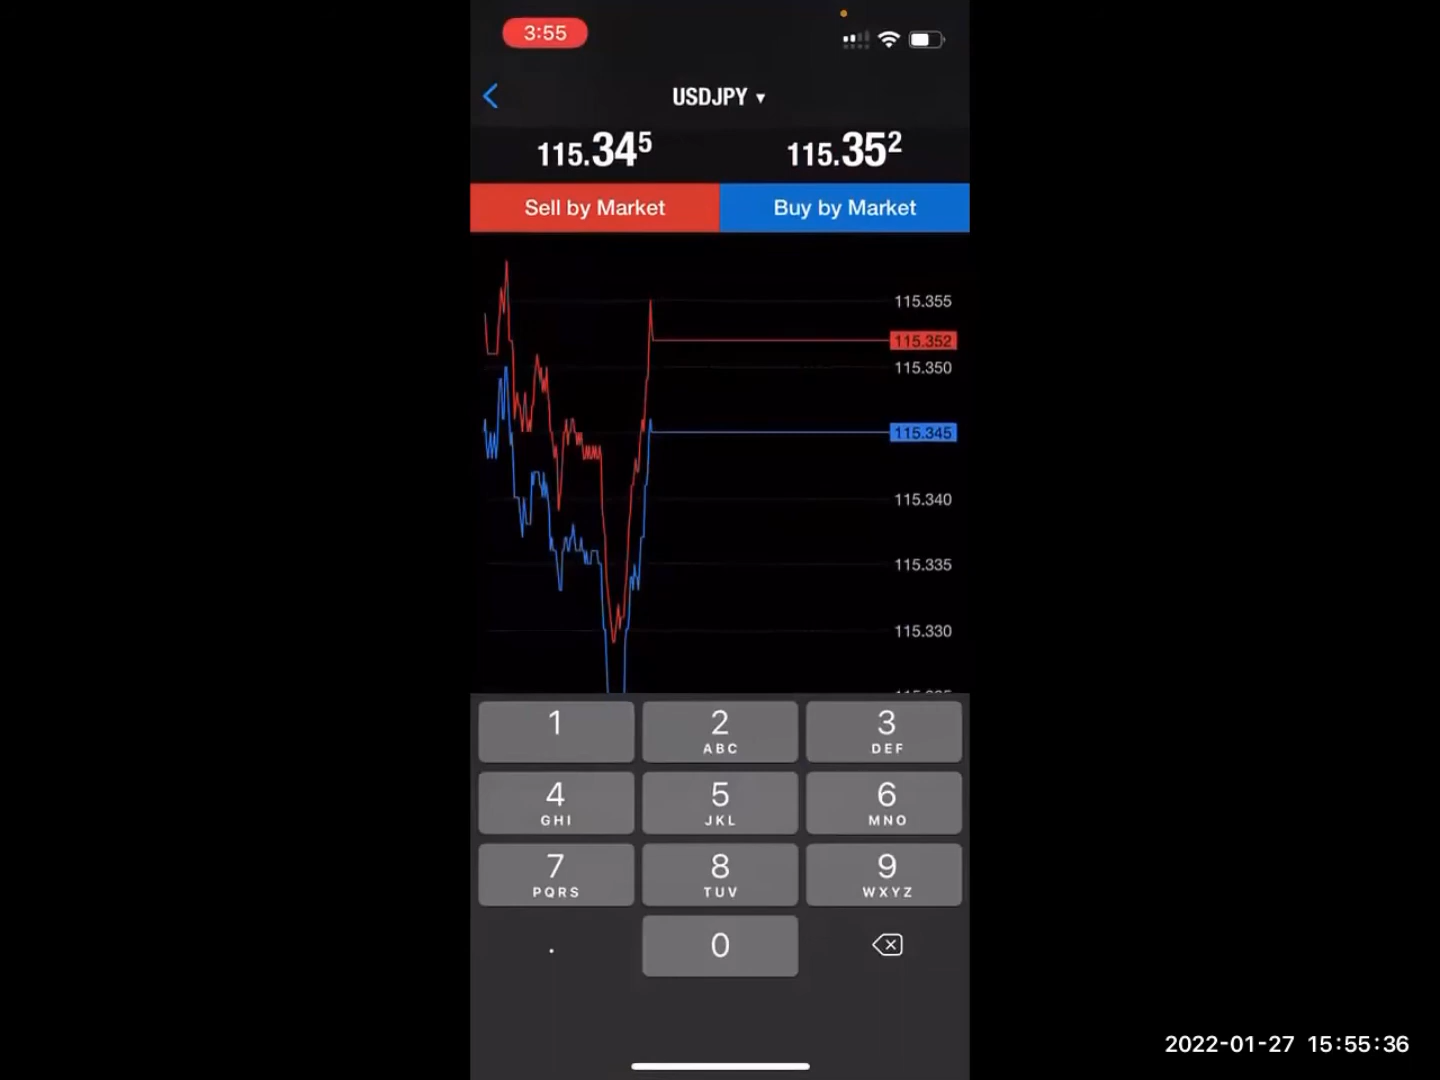 3:55
USDJPY ▼
115.345 115.352
Sell by Market Buy by Market
115.355
115.352
115.350
115.345
115.340
115.335
115.330
1 2 3
ABC DEF
4 5 6
GHI JKL MNO
7 8 9
PQRS TUV WXYZ
. 0
2022-01-27 15:55:36